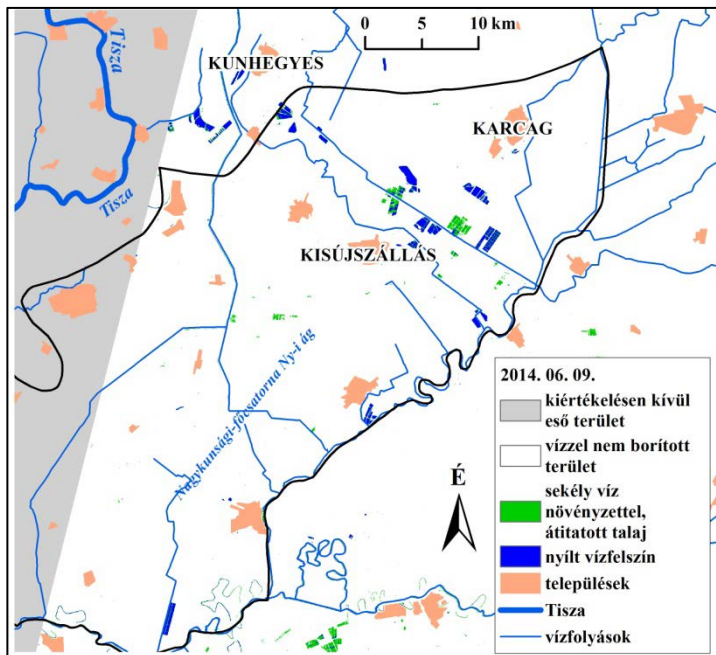 0 5 10 km
Tisza
KUNHEGYES
KARCAG
Tisza
KISÚJSZÁLLÁS
Nagykunsági-főcsatorna Ny-i ág
É
2014. 06. 09.
kiértékelésen kívül
eső terület
vízzel nem borított
terület
sekély víz
növényzettel,
átitatott talaj
nyílt vízfelszín
települések
Tisza
vízfolyások